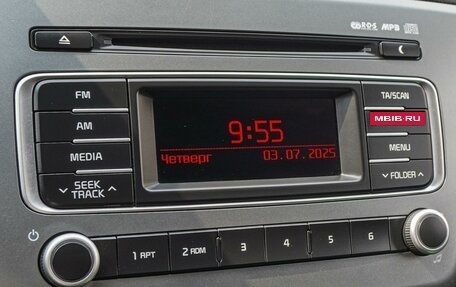 R·D·S MP3
FM
AM
MEDIA
SEEK
TRACK
9:55
Четверг 03.07.2025
TA/SCAN
MBIB.RU
MENU
FOLDER
1 RPT
2 RDM
3
4
5
6